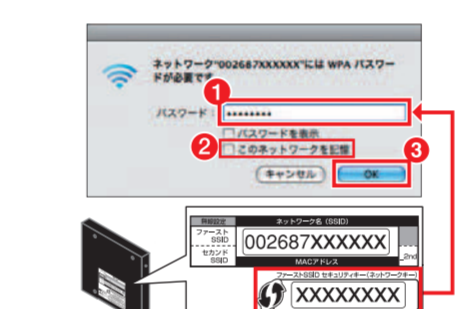 ネットワーク"002687XXXXXX"には WPA パスワー
ドが必要です
1
パスワード：
••••••••
パスワードを表示
2
このネットワークを記憶
3
キャンセル
OK
無線設定
ネットワーク名（SSID）
ファースト
SSID
002687XXXXXX
セカンド
SSID
_2nd
MACアドレス
ファーストSSID セキュリティキー(ネットワークキー)
XXXXXXXX